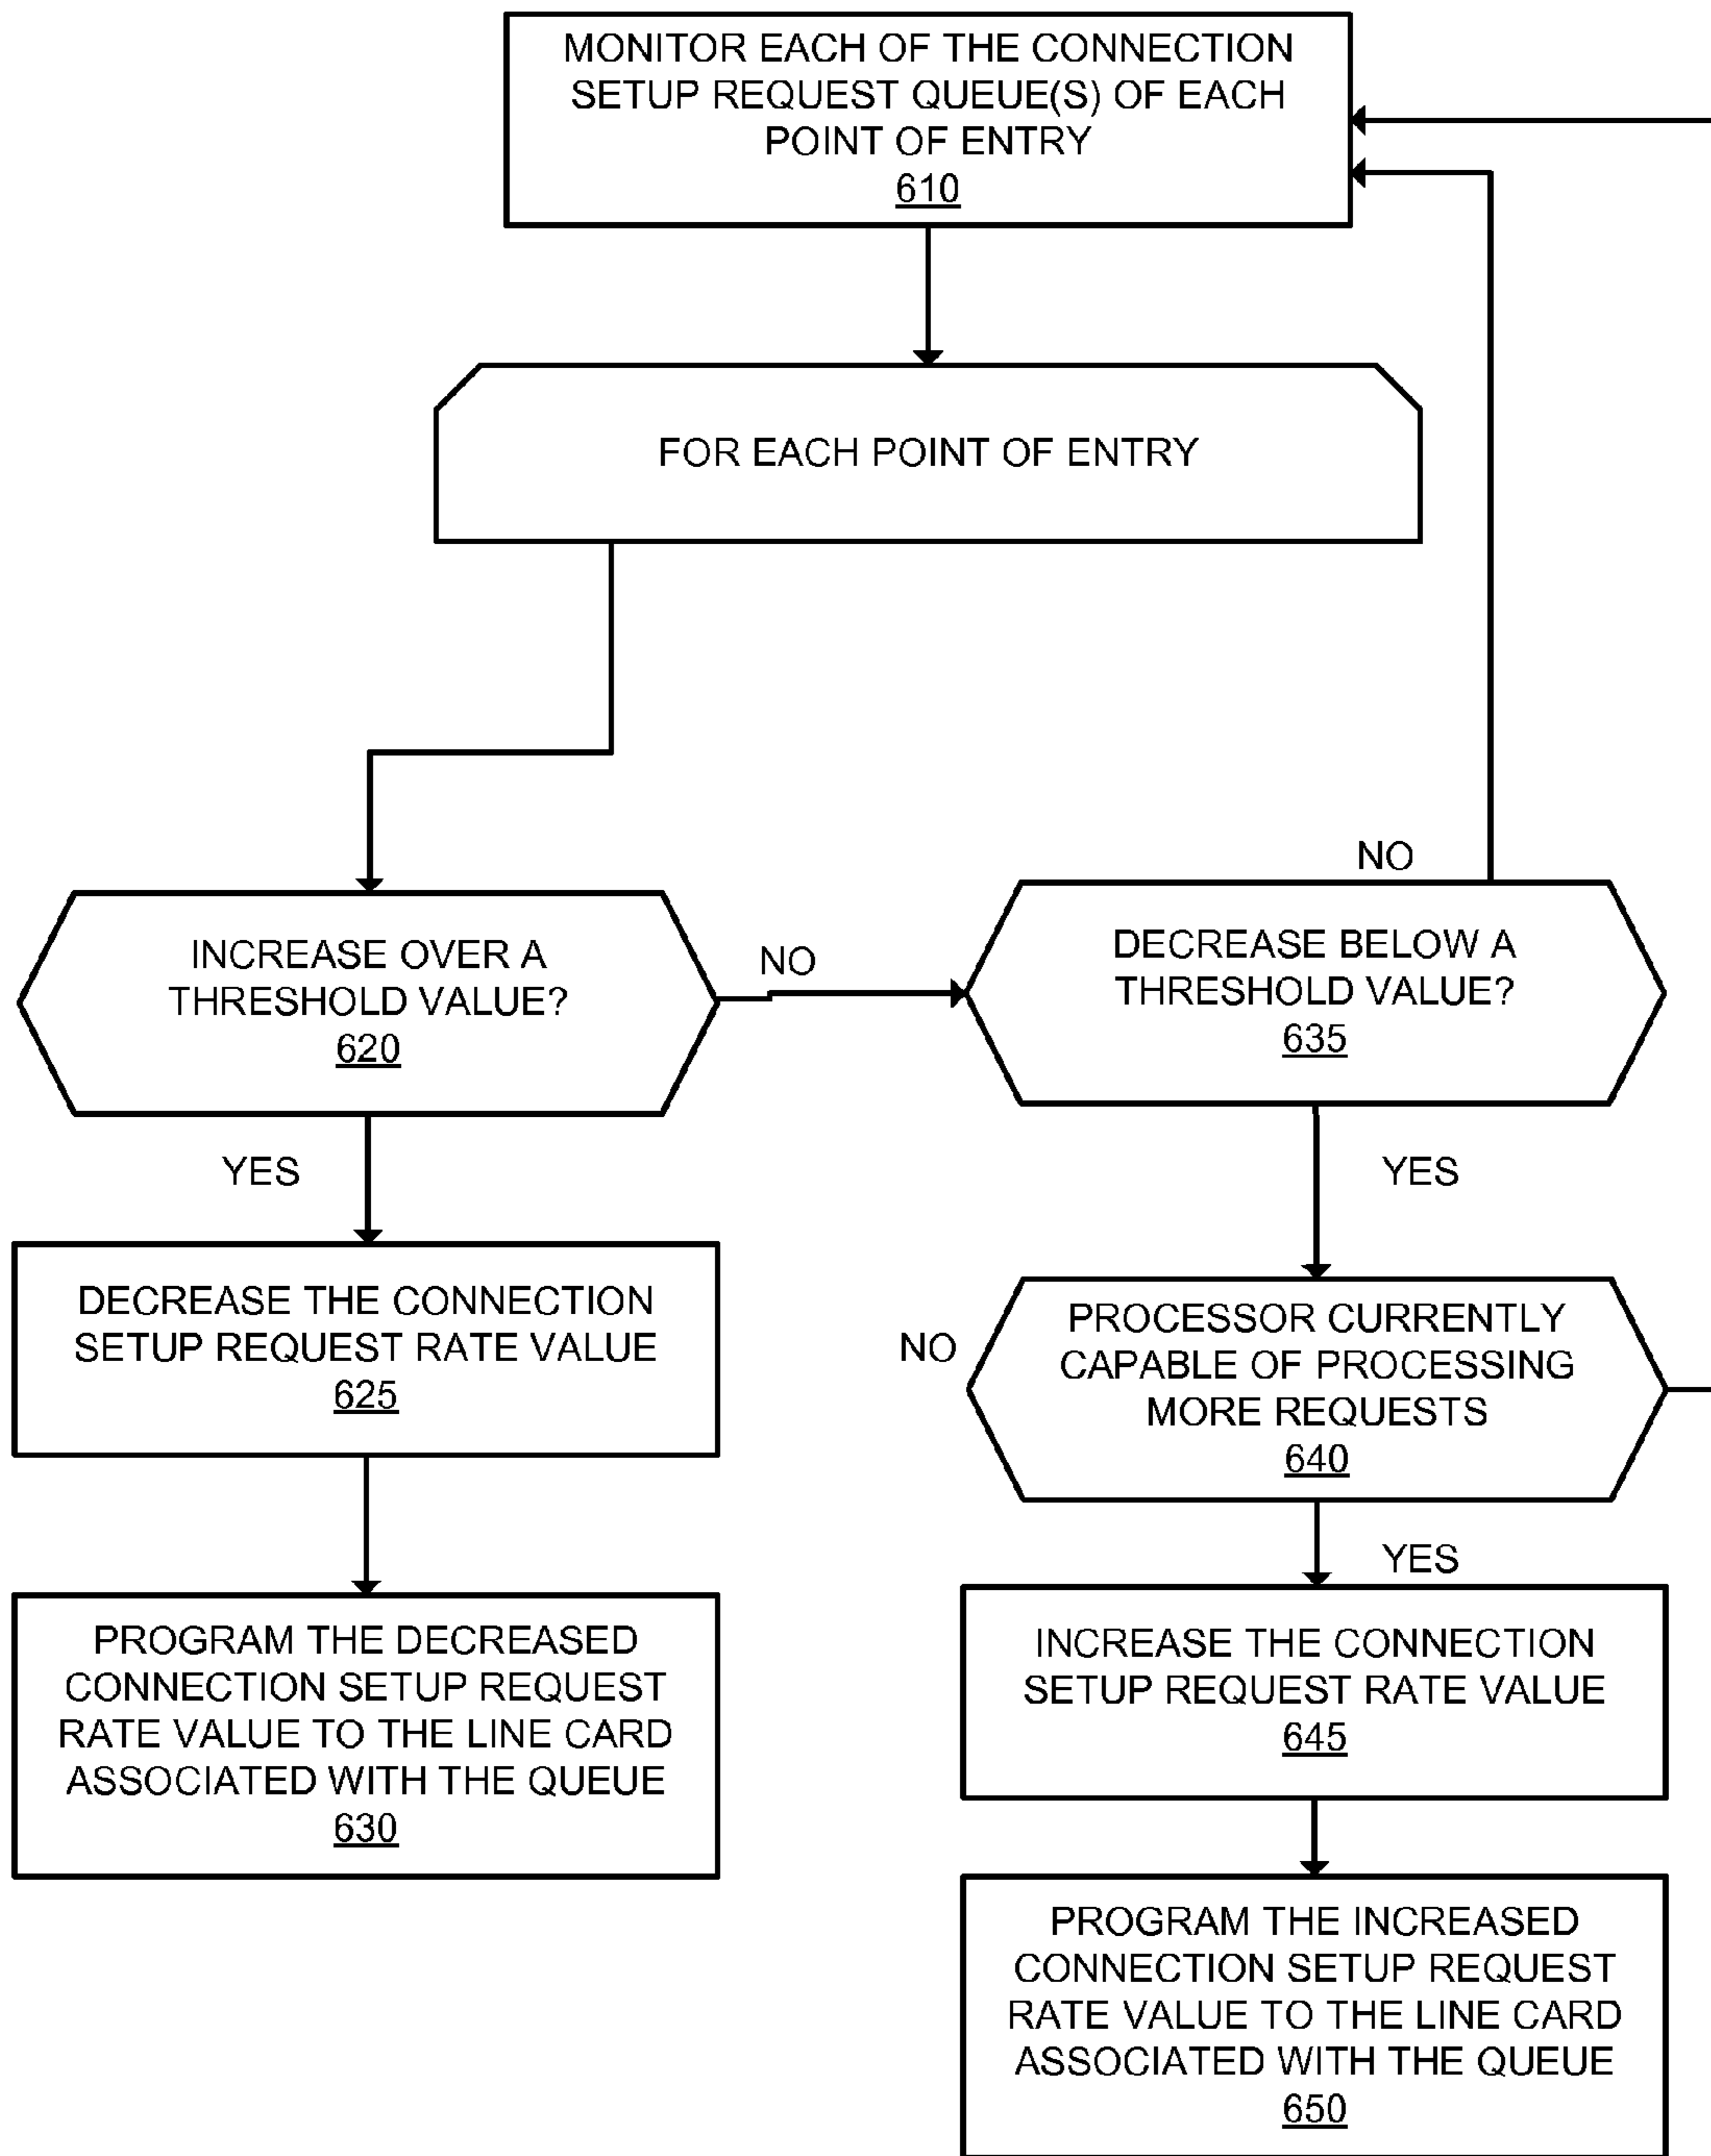 MONITOR EACH OF THE CONNECTION
SETUP REQUEST QUEUE(S) OF EACH
POINT OF ENTRY
610
FOR EACH POINT OF ENTRY
INCREASE OVER A
THRESHOLD VALUE?
620
NO
DECREASE BELOW A
THRESHOLD VALUE?
635
NO
YES
DECREASE THE CONNECTION
SETUP REQUEST RATE VALUE
625
PROGRAM THE DECREASED
CONNECTION SETUP REQUEST
RATE VALUE TO THE LINE CARD
ASSOCIATED WITH THE QUEUE
630
YES
PROCESSOR CURRENTLY
CAPABLE OF PROCESSING
MORE REQUESTS
640
NO
YES
INCREASE THE CONNECTION
SETUP REQUEST RATE VALUE
645
PROGRAM THE INCREASED
CONNECTION SETUP REQUEST
RATE VALUE TO THE LINE CARD
ASSOCIATED WITH THE QUEUE
650